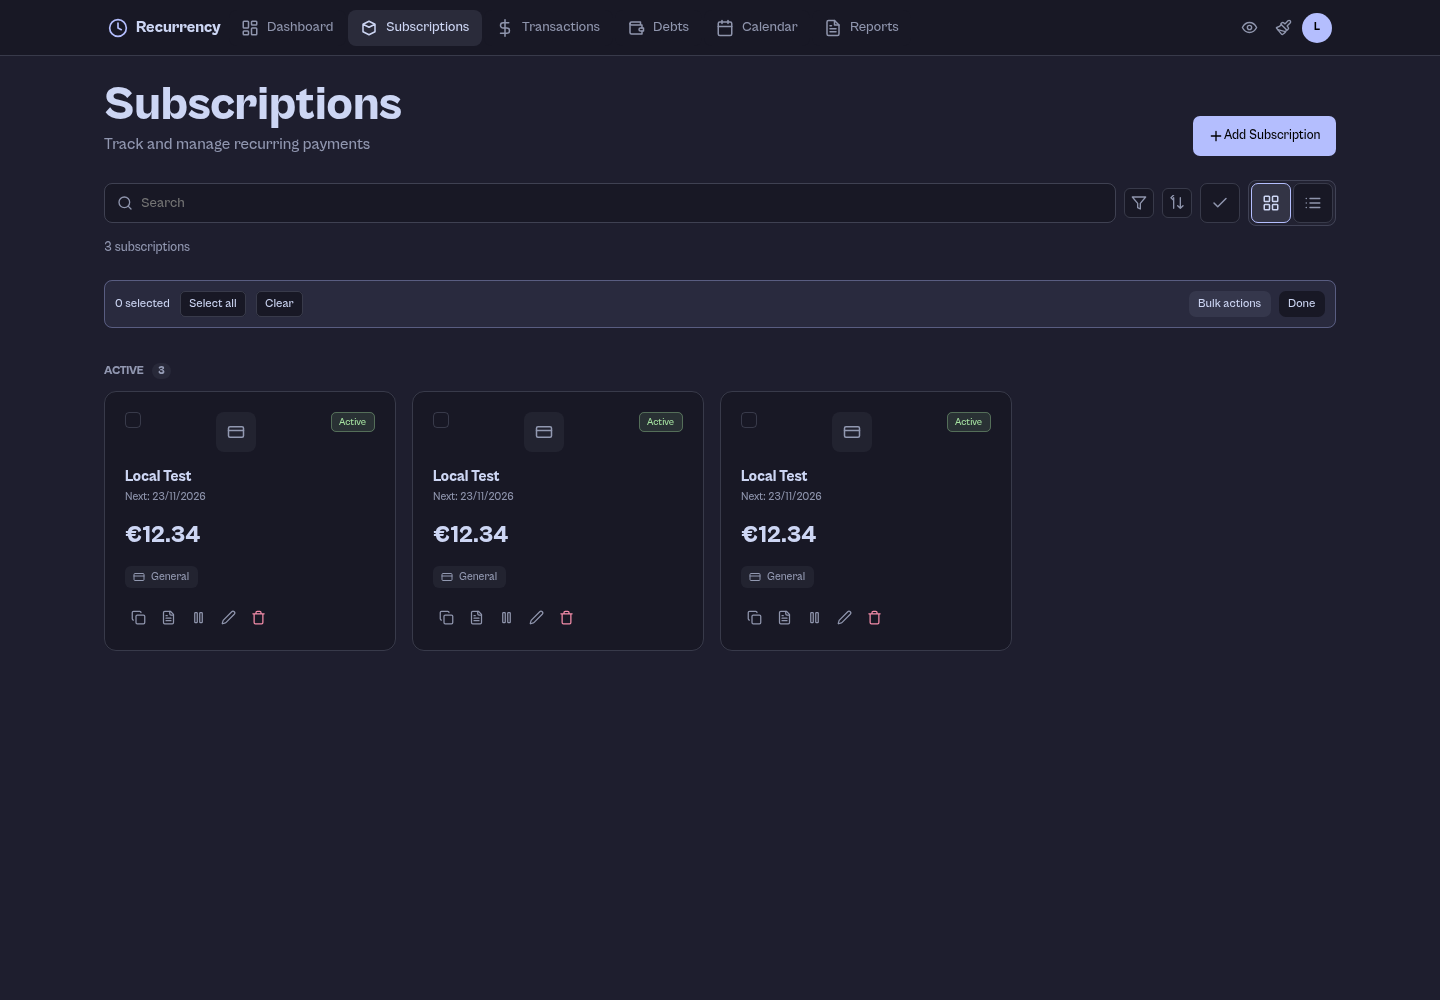 Recurrency Dashboard Subscriptions Transactions Debts Calendar Reports L
Subscriptions
Track and manage recurring payments
Add Subscription
Search
3 subscriptions
0 selected Select all Clear Bulk actions Done
ACTIVE 3
Active
Local Test
Next: 23/11/2026
€12.34
General
Active
Local Test
Next: 23/11/2026
€12.34
General
Active
Local Test
Next: 23/11/2026
€12.34
General